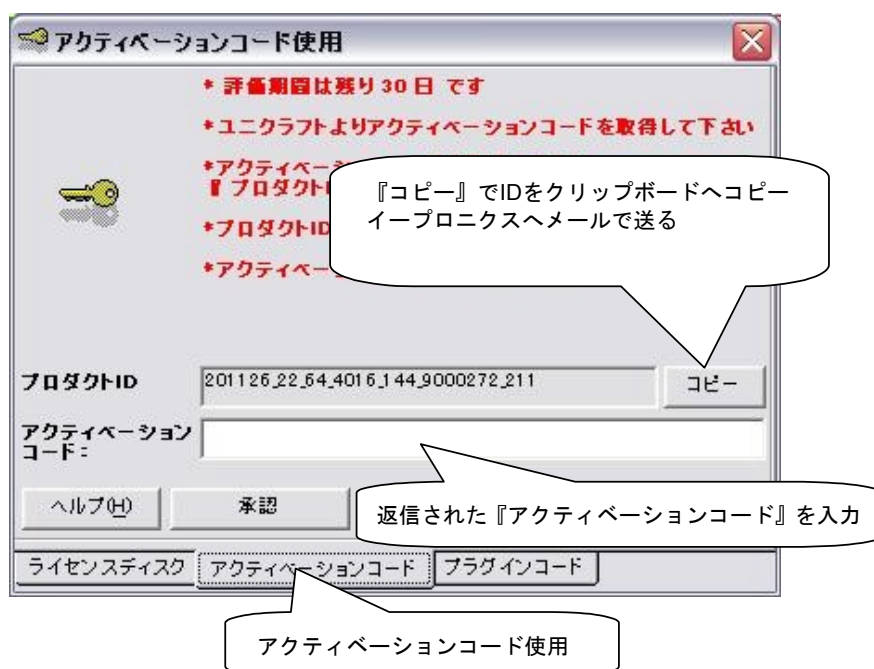 アクティベーションコード使用
* 評価期間は残り 30 日 です
*ユニクラフトよりアクティベーションコードを取得して下さい
*アクティベーシ
『 プロダクトI
*プロダクトID
*アクティベー
『コピー』でIDをクリップボードへコピー
イープロニクスへメールで送る
プロダクトID
201126_22_64_4016_144_9000272_211
コピー
アクティベーション
コード:
返信された『アクティベーションコード』を入力
ヘルプ(H)
承認
ライセンスディスク
アクティベーションコード
プラグインコード
アクティベーションコード使用